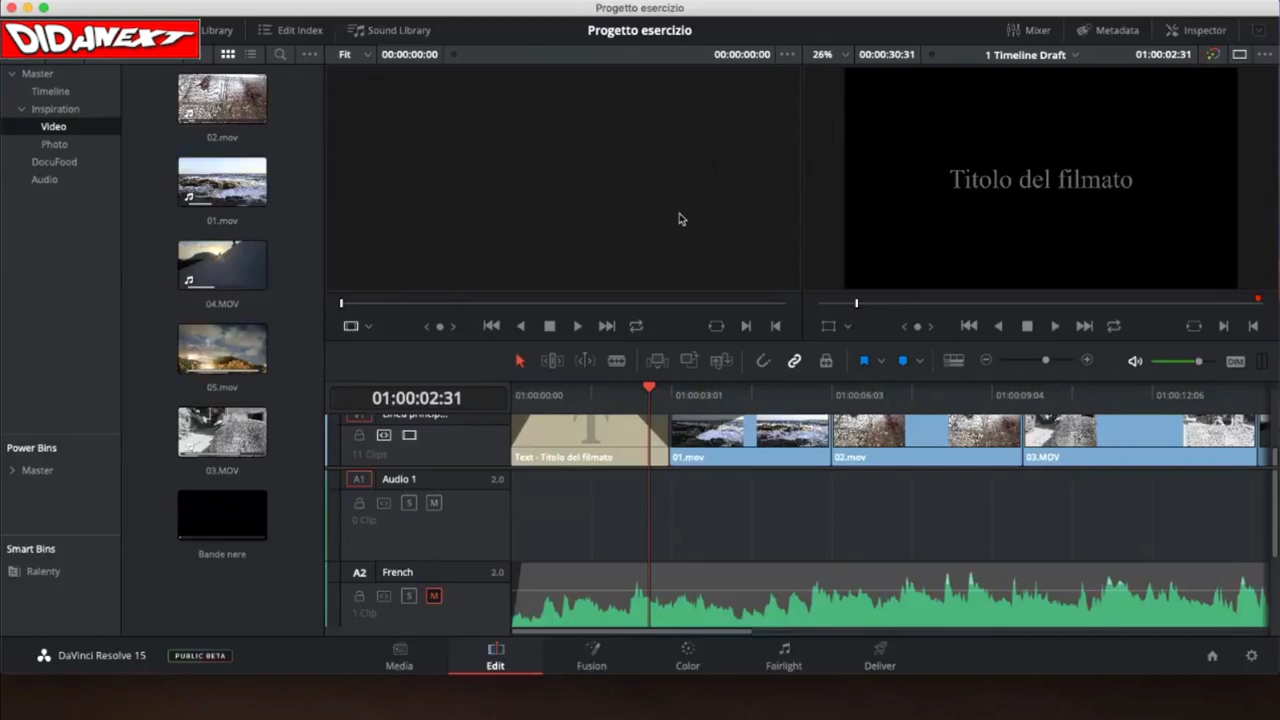 Progetto esercizio
DIDANEXT
Library
Edit Index
Sound Library
Progetto esercizio
Mixer
Metadata
Inspector
Fit
00:00:00:00
00:00:00:00
26%
00:00:30:31
1 Timeline Draft
01:00:02:31
Master
Timeline
Inspiration
Video
Photo
DocuFood
Audio
02.mov
01.mov
04.MOV
05.mov
03.MOV
Bande nere
Titolo del filmato
Power Bins
Master
Smart Bins
Ralenty
DIM
01:00:02:31
01:00:00:00
01:00:03:01
01:00:06:03
01:00:09:04
01:00:12:06
11 Clips
Text - Titolo del filmato
01.mov
02.mov
03.MOV
A1
Audio 1
2.0
S
M
0 Clip
A2
French
2.0
S
M
1 Clip
DaVinci Resolve 15
PUBLIC BETA
Media
Edit
Fusion
Color
Fairlight
Deliver